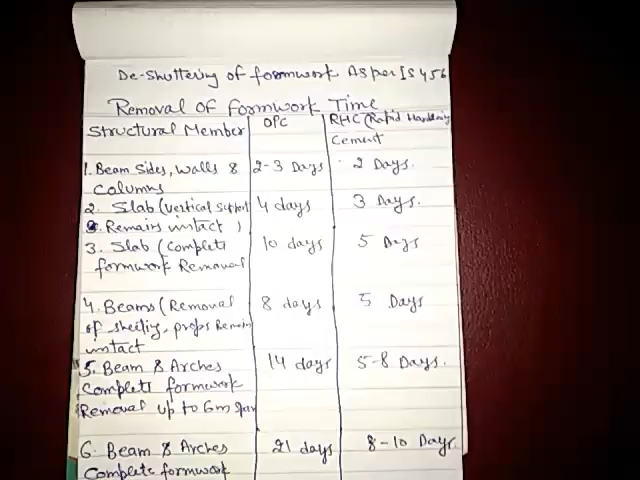 De-Shuttering of formwork As per IS 456
Removal Of Formwork Time
Structural Member OPC RHC (Rapid Hardening Cement
1. Beam Sides, Walls & Columns 2-3 Days 2 Days.
2. Slab (Vertical Support Remains intact) 4 days 3 Days.
3. Slab (Complete formwork Removal 10 days 5 Days
4. Beams (Removal of sheeting, props Remain intact 8 days 5 Days
5. Beam & Arches Complete formwork Removal up to 6m span 14 days 5-8 Days.
6. Beam & Arches Complete formwork 21 days 8-10 Days.